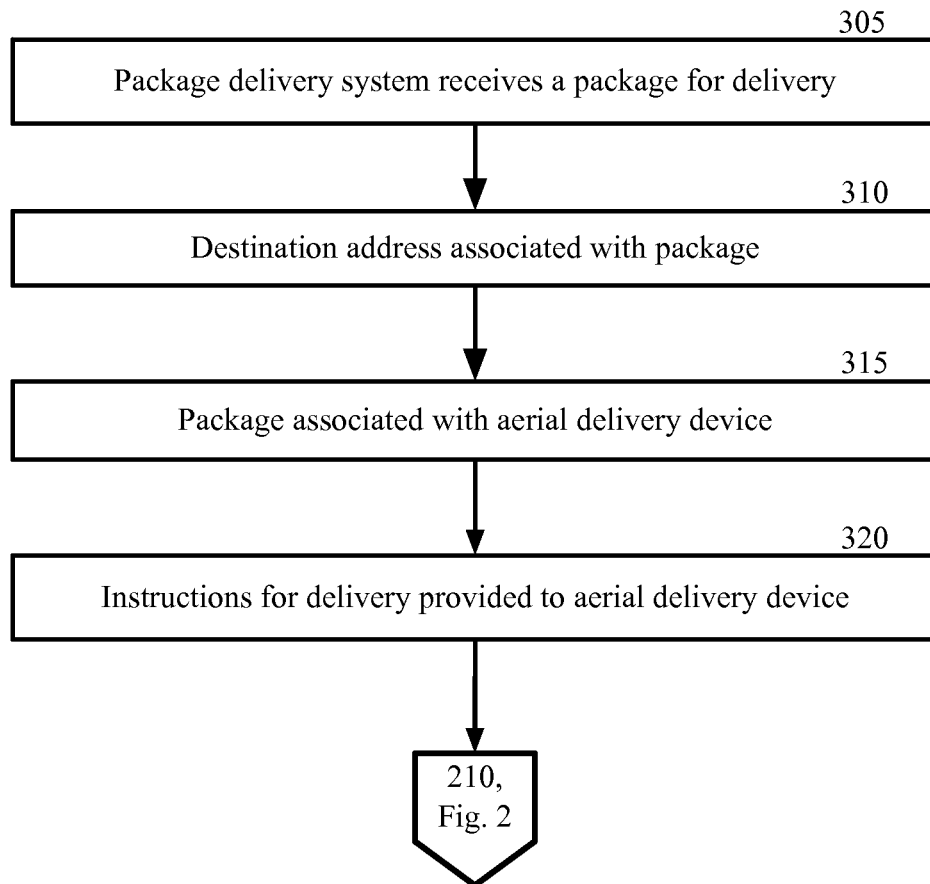 305
Package delivery system receives a package for delivery
310
Destination address associated with package
315
Package associated with aerial delivery device
320
Instructions for delivery provided to aerial delivery device
210,
Fig. 2